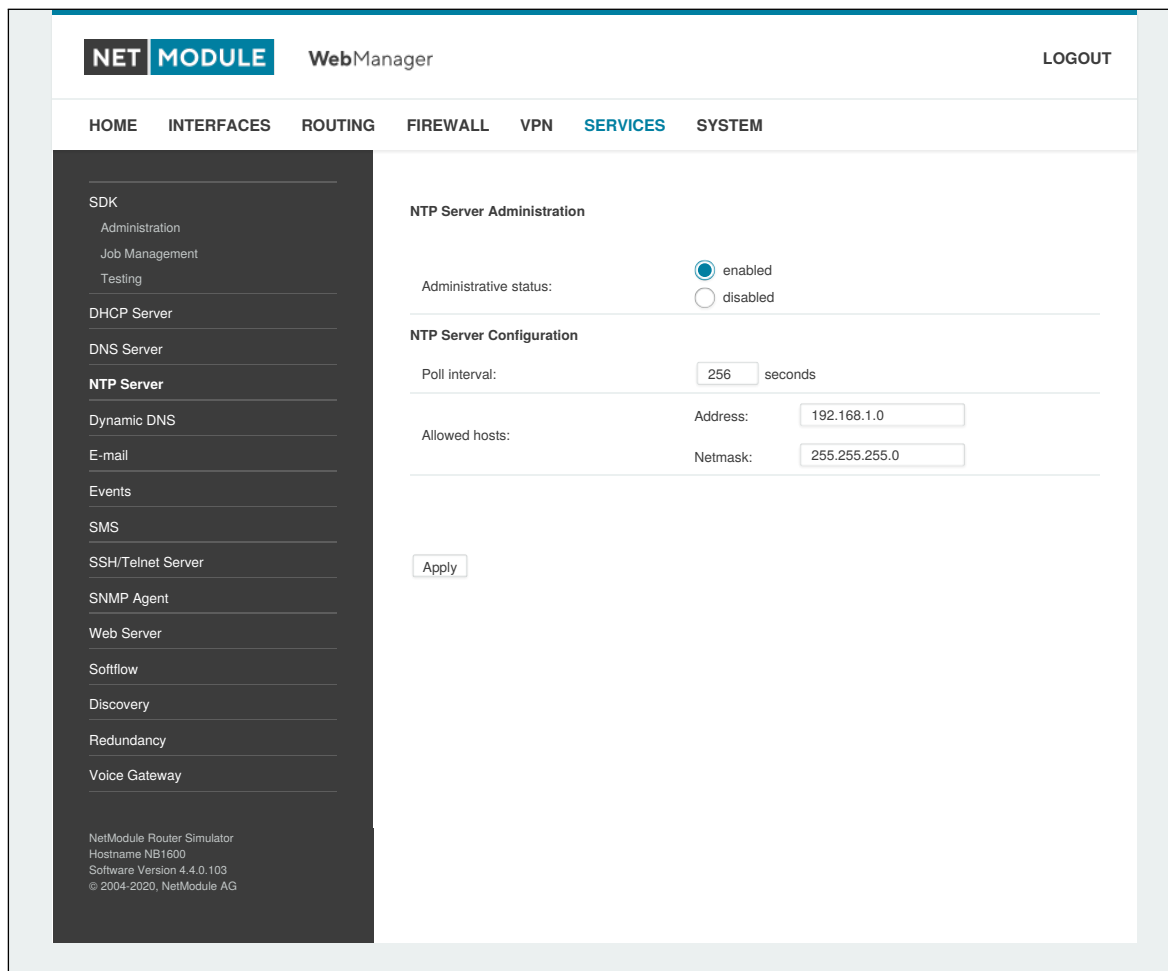 NET MODULE WebManager LOGOUT
HOME INTERFACES ROUTING FIREWALL VPN SERVICES SYSTEM
SDK
Administration
Job Management
Testing
DHCP Server
DNS Server
NTP Server
Dynamic DNS
E-mail
Events
SMS
SSH/Telnet Server
SNMP Agent
Web Server
Softflow
Discovery
Redundancy
Voice Gateway
NetModule Router Simulator
Hostname NB1600
Software Version 4.4.0.103
© 2004-2020, NetModule AG
NTP Server Administration
Administrative status:
enabled
disabled
NTP Server Configuration
Poll interval: 256 seconds
Allowed hosts:
Address: 192.168.1.0
Netmask: 255.255.255.0
Apply